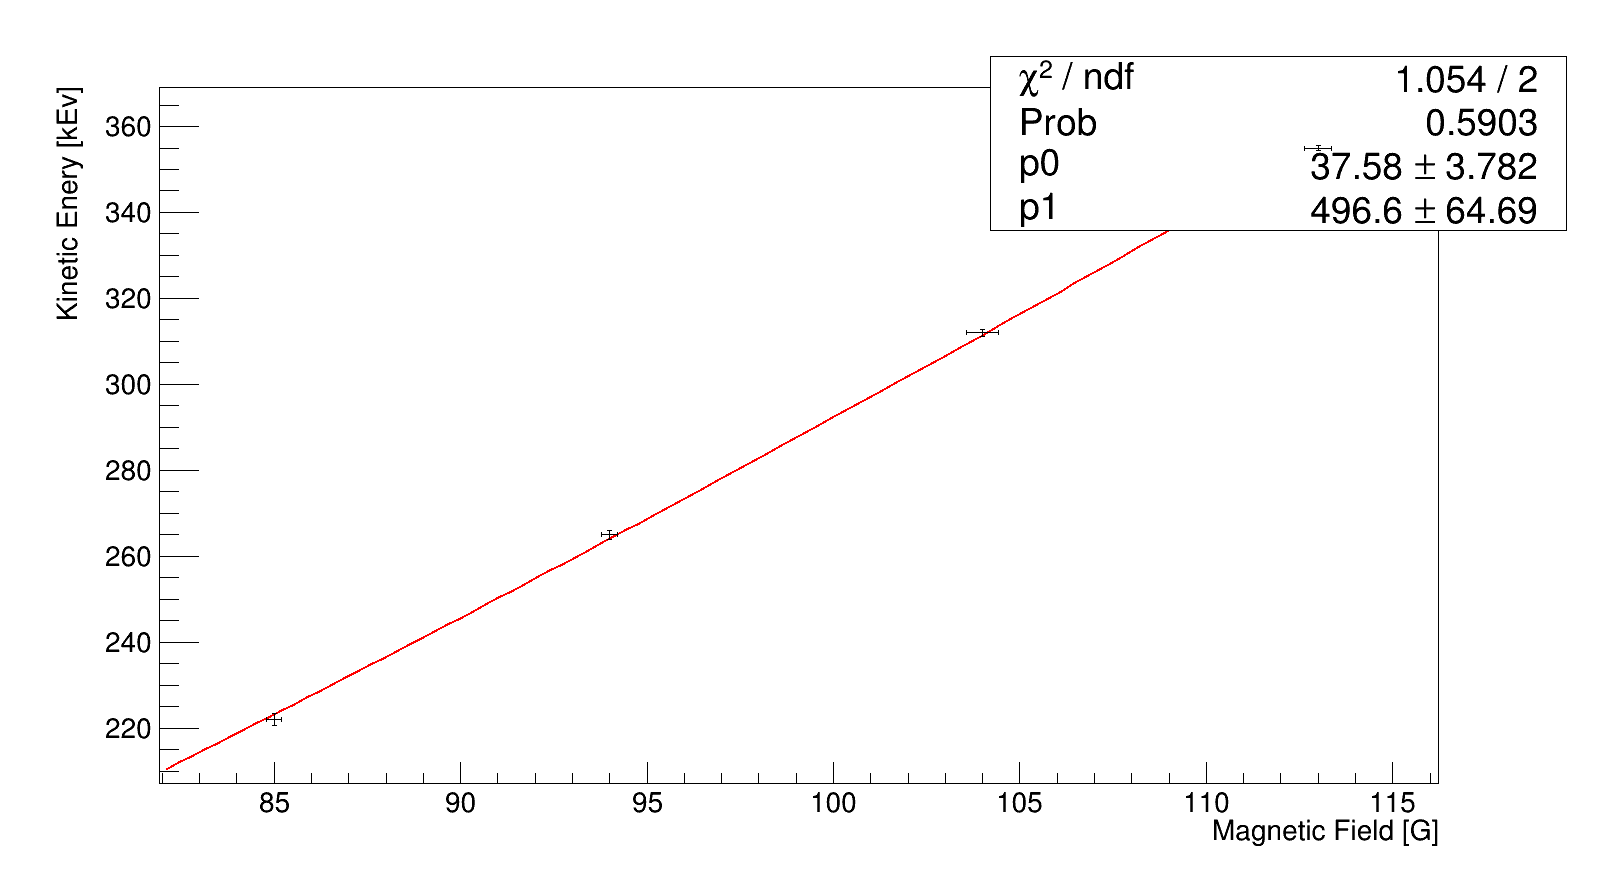 χ² / ndf 1.054 / 2
Prob 0.5903
p0 37.58 ± 3.782
p1 496.6 ± 64.69
Kinetic Enery [kEv]
360
340
320
300
280
260
240
220
85 90 95 100 105 110 115
Magnetic Field [G]